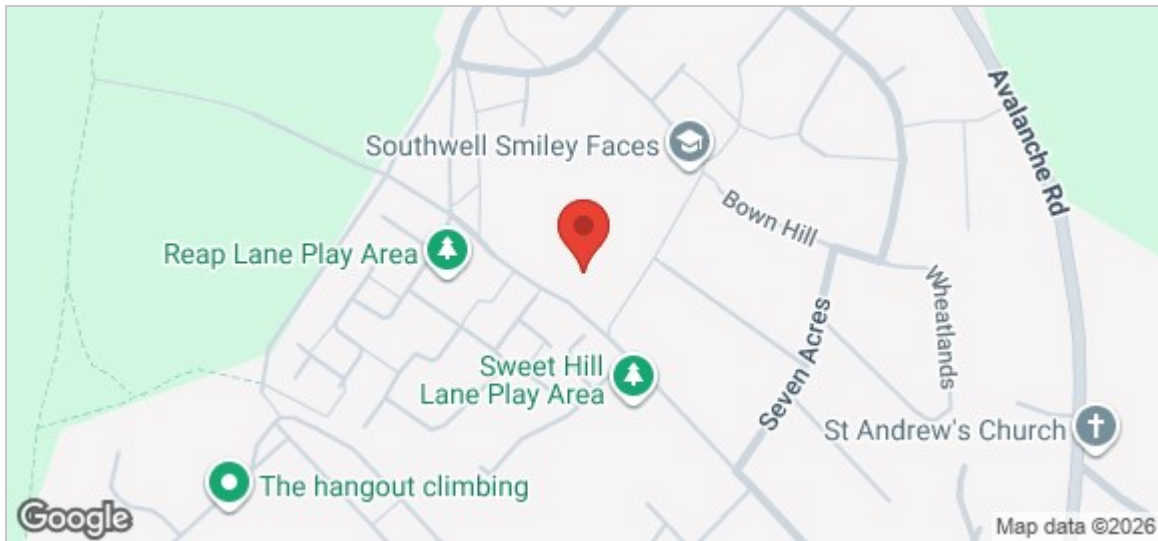 Avalanche Rd
Southwell Smiley Faces
Bown Hill
Reap Lane Play Area
Wheatlands
Seven Acres
Sweet Hill
Lane Play Area
St Andrew's Church
The hangout climbing
Google
Map data ©2026